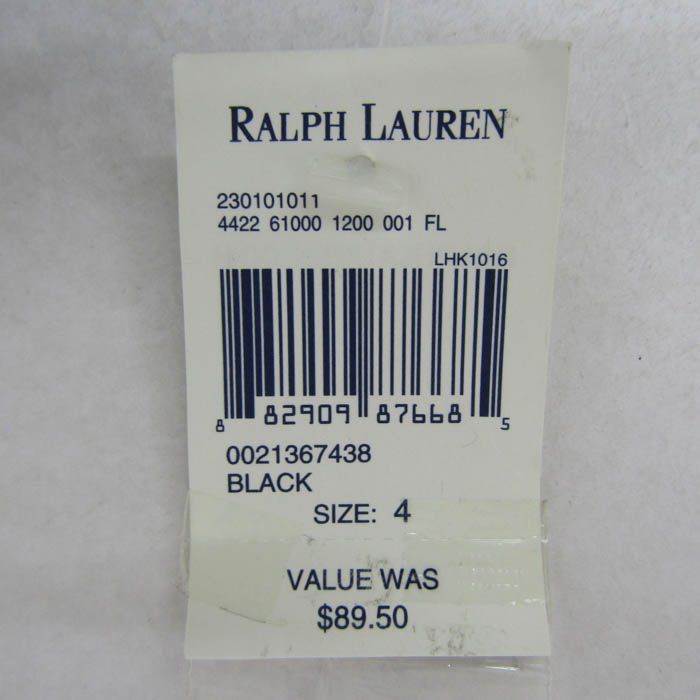 RALPH LAUREN
230101011
4422 61000 1200 001 FL
LHK1016
8 82909 87668 5
0021367438
BLACK
SIZE: 4
VALUE WAS
$89.50